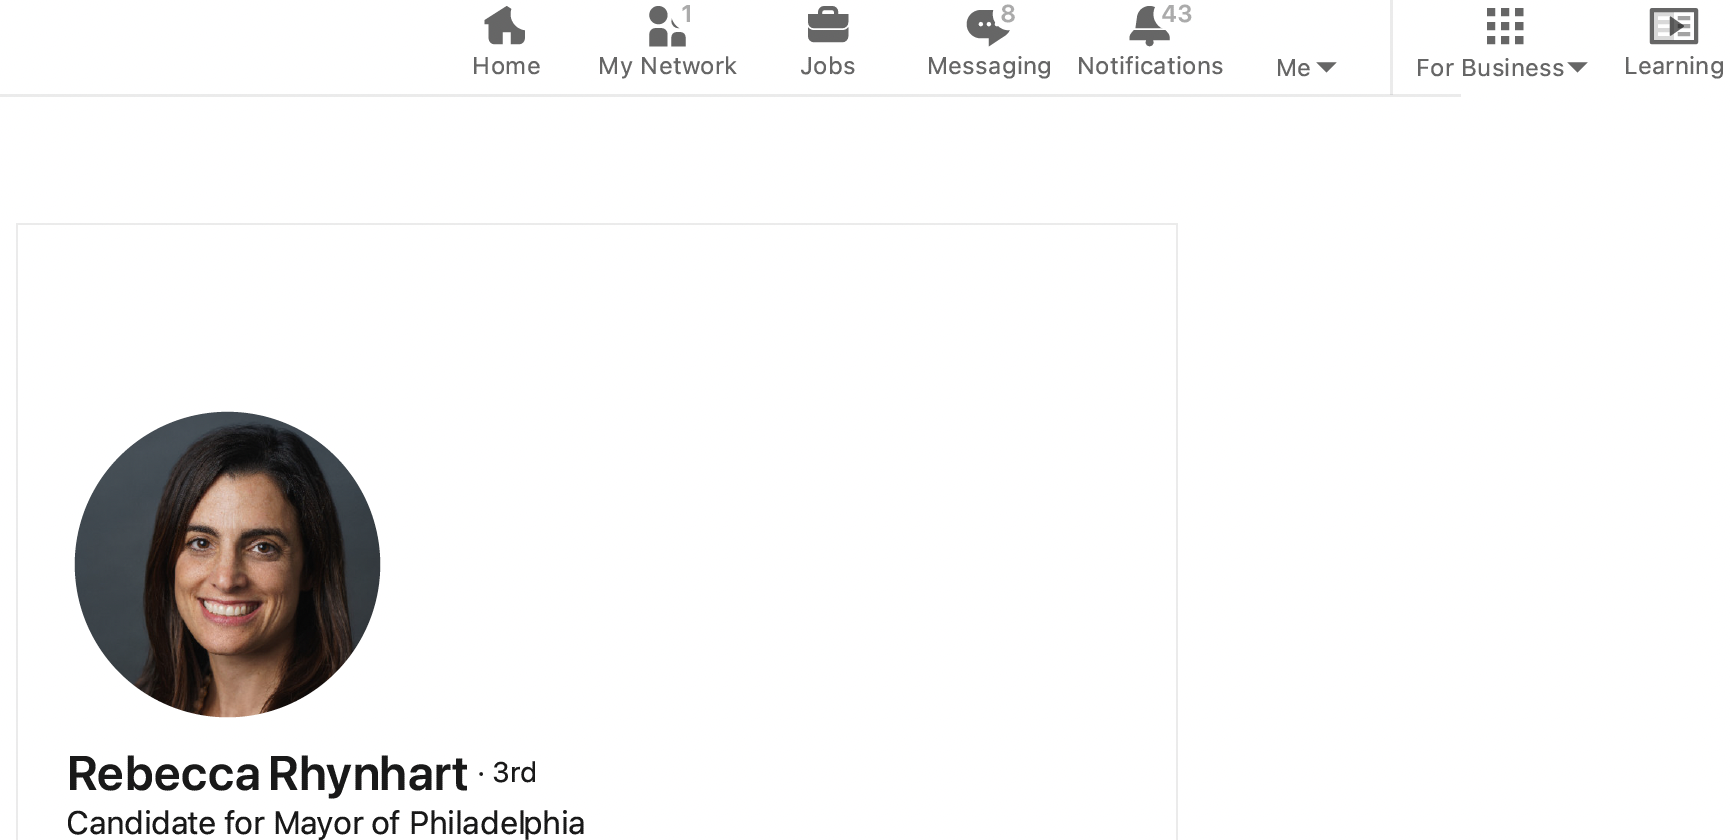 1 8 43
Home My Network Jobs Messaging Notifications Me For Business Learning
Rebecca Rhynhart · 3rd
Candidate for Mayor of Philadelphia